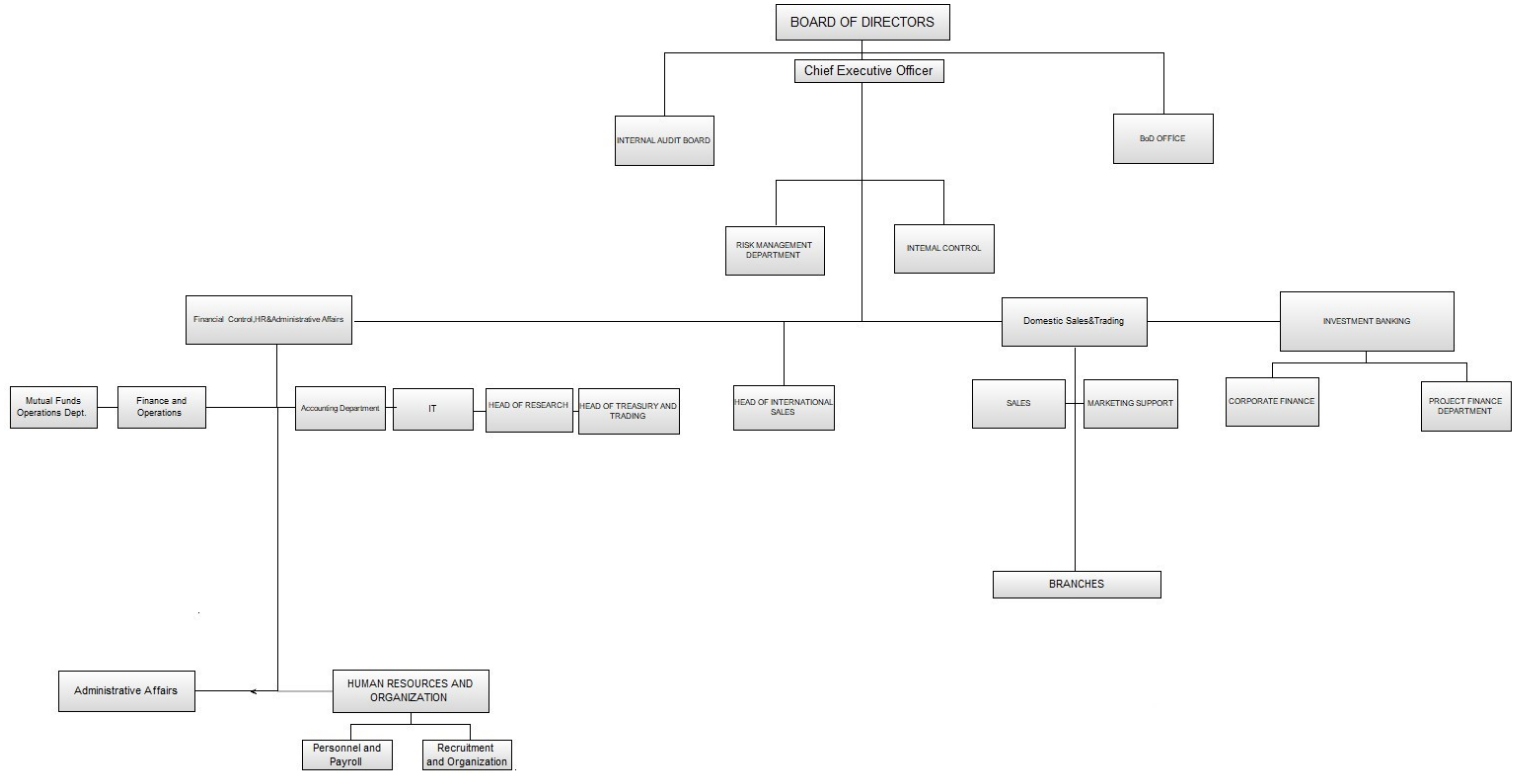 BOARD OF DIRECTORS
Chief Executive Officer
INTERNAL AUDIT BOARD
BoD OFFİCE
RISK MANAGEMENT
DEPARTMENT
INTEMAL CONTROL
Financial Control,HR&Administrative Affairs
Domestic Sales&Trading
INVESTMENT BANKING
Mutual Funds
Operations Dept.
Finance and
Operations
Accounting Department
IT
HEAD OF RESEARCH
HEAD OF TREASURY AND
TRADING
HEAD OF INTERNATIONAL
SALES
SALES
MARKETING SUPPORT
CORPORATE FINANCE
PROJECT FINANCE
DEPARTMENT
BRANCHES
Administrative Affairs
HUMAN RESOURCES AND
ORGANIZATION
Personnel and
Payroll
Recruitment
and Organization